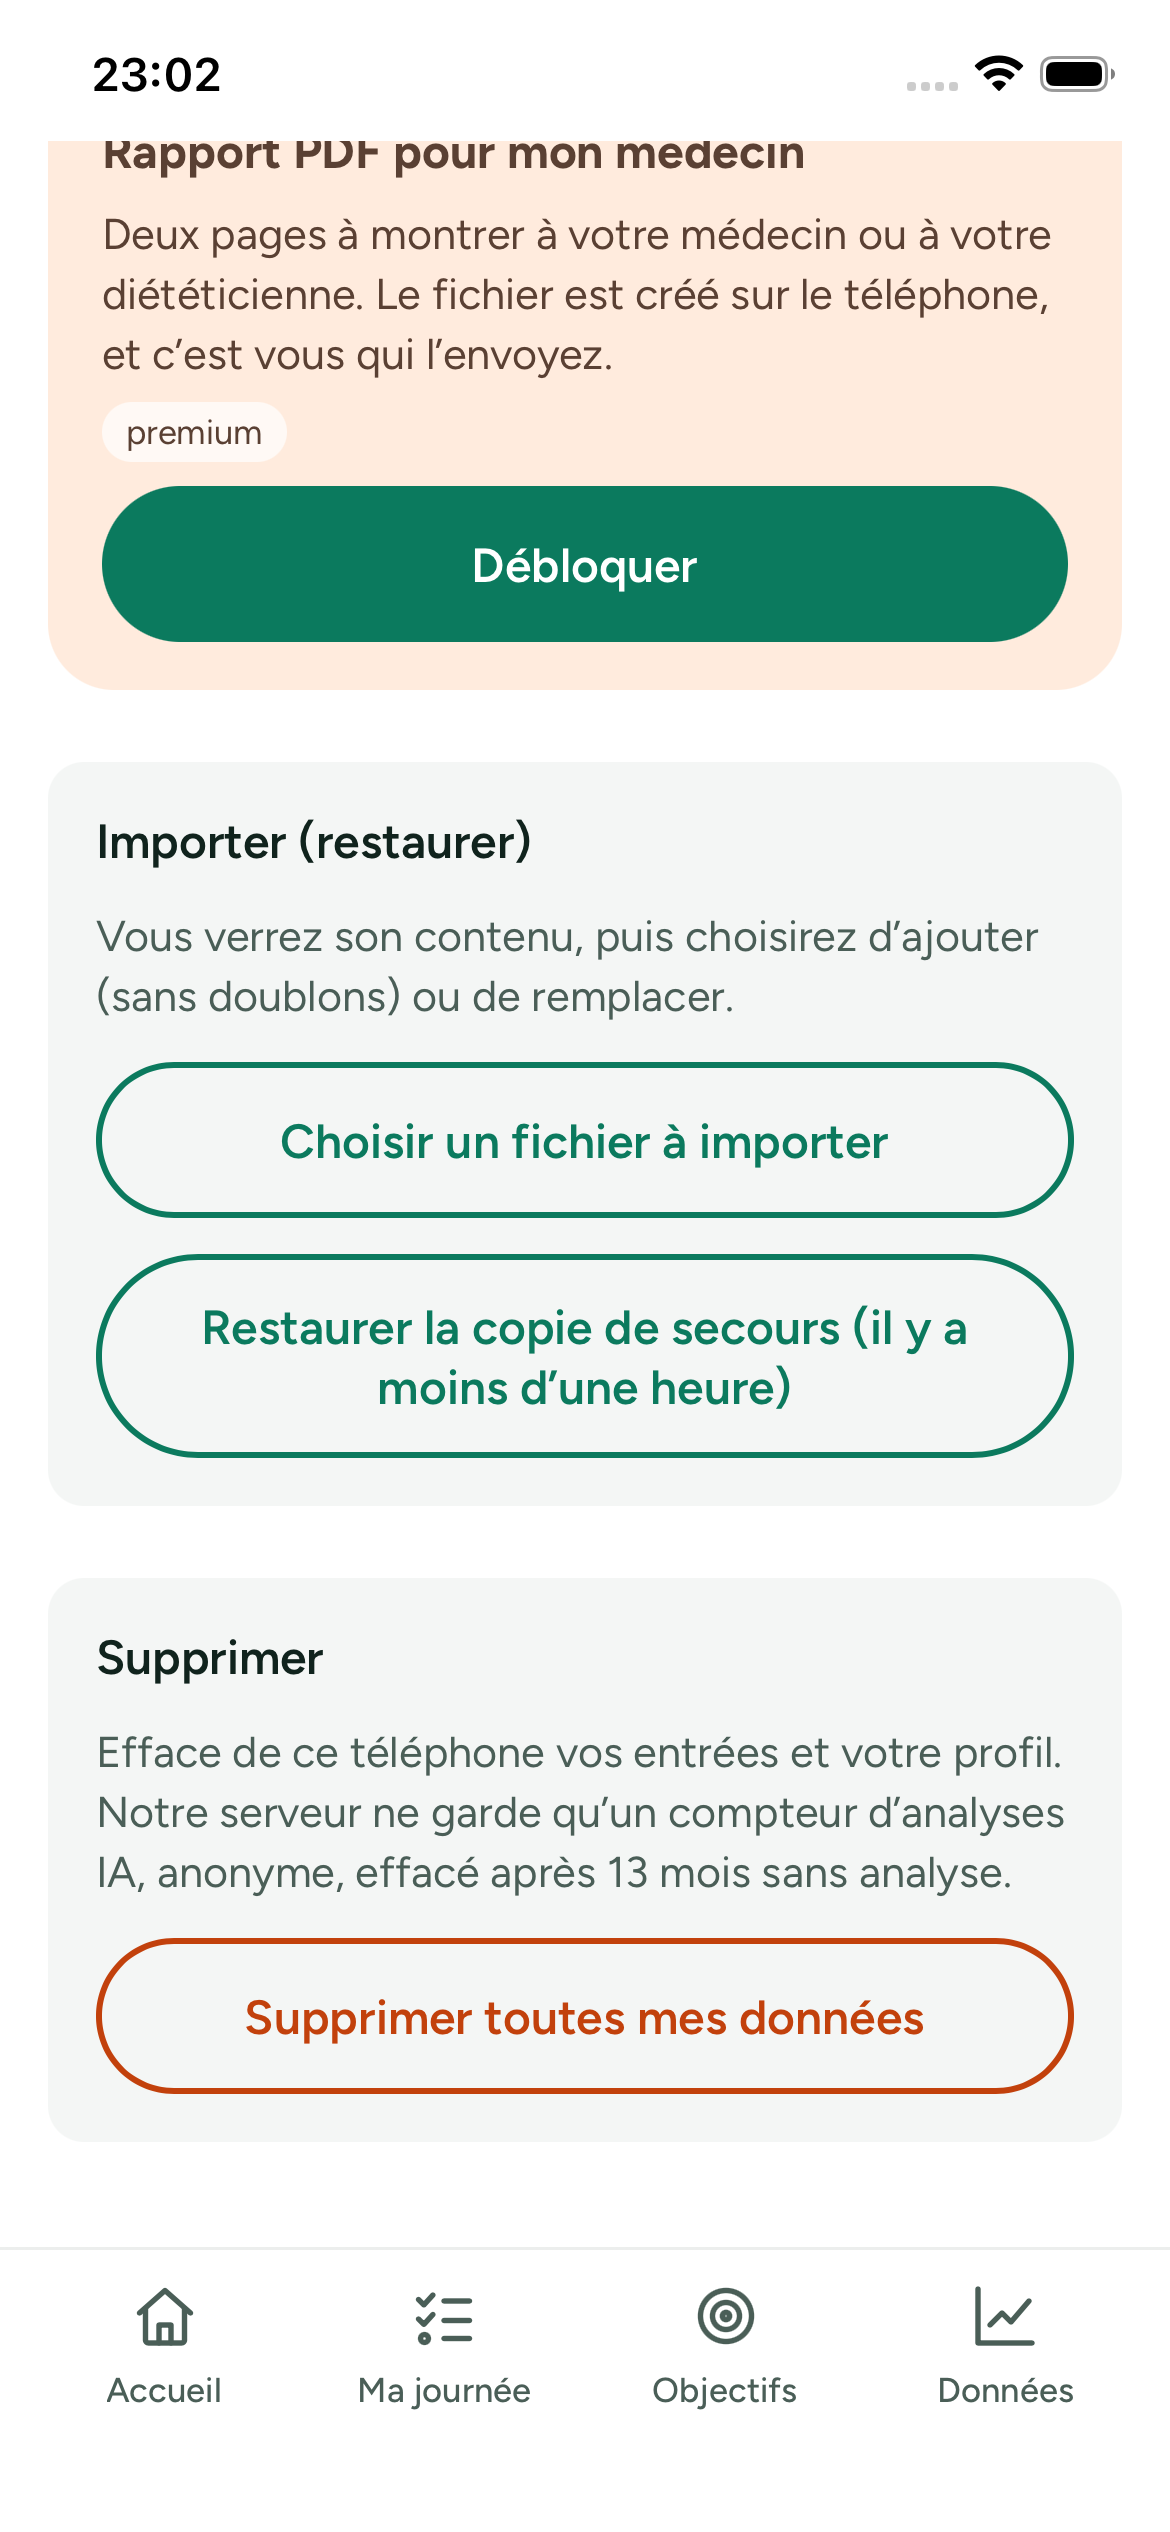 23:02
Rapport PDF pour mon médecin
Deux pages à montrer à votre médecin ou à votre
diététicienne. Le fichier est créé sur le téléphone,
et c’est vous qui l’envoyez.
premium
Débloquer
Importer (restaurer)
Vous verrez son contenu, puis choisirez d’ajouter
(sans doublons) ou de remplacer.
Choisir un fichier à importer
Restaurer la copie de secours (il y a
moins d’une heure)
Supprimer
Efface de ce téléphone vos entrées et votre profil.
Notre serveur ne garde qu’un compteur d’analyses
IA, anonyme, effacé après 13 mois sans analyse.
Supprimer toutes mes données
Accueil
Ma journée
Objectifs
Données